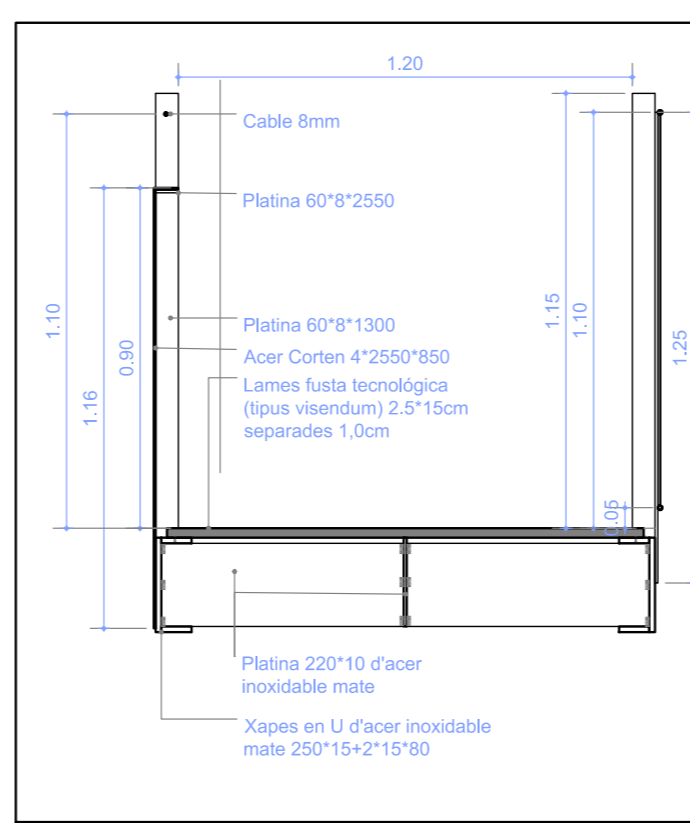 1.20
Cable 8mm
Platina 60*8*2550
1.10
1.16
0.90
1.15
1.10
1.25
Platina 60*8*1300
Acer Corten 4*2550*850
Lames fusta tecnológica
(tipus visendum) 2.5*15cm
separades 1,0cm
0.05
Platina 220*10 d'acer
inoxidable mate
Xapes en U d'acer inoxidable
mate 250*15+2*15*80